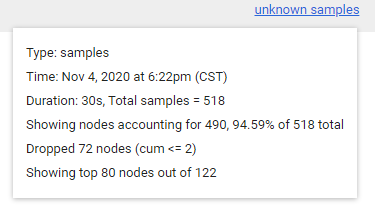 unknown samples
Type: samples
Time: Nov 4, 2020 at 6:22pm (CST)
Duration: 30s, Total samples = 518
Showing nodes accounting for 490, 94.59% of 518 total
Dropped 72 nodes (cum <= 2)
Showing top 80 nodes out of 122